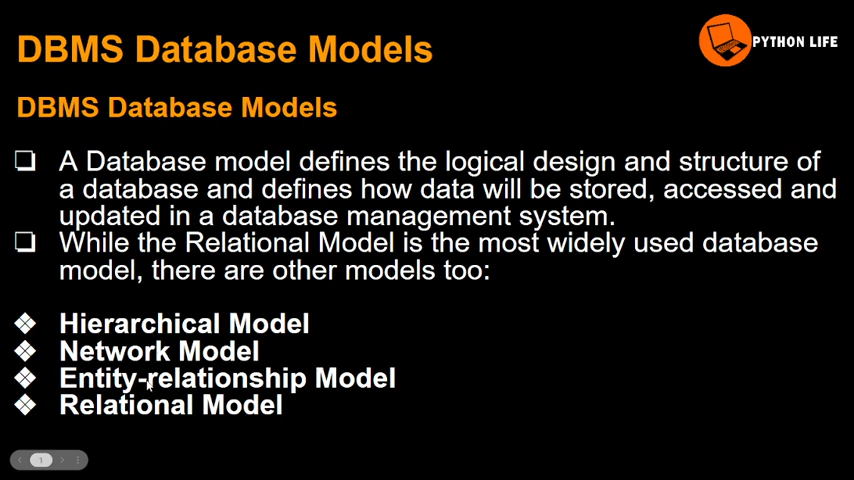 DBMS Database Models
PYTHON LIFE
DBMS Database Models
❏ A Database model defines the logical design and structure of
a database and defines how data will be stored, accessed and
updated in a database management system.
❏ While the Relational Model is the most widely used database
model, there are other models too:
❖ Hierarchical Model
❖ Network Model
❖ Entity-relationship Model
❖ Relational Model
1